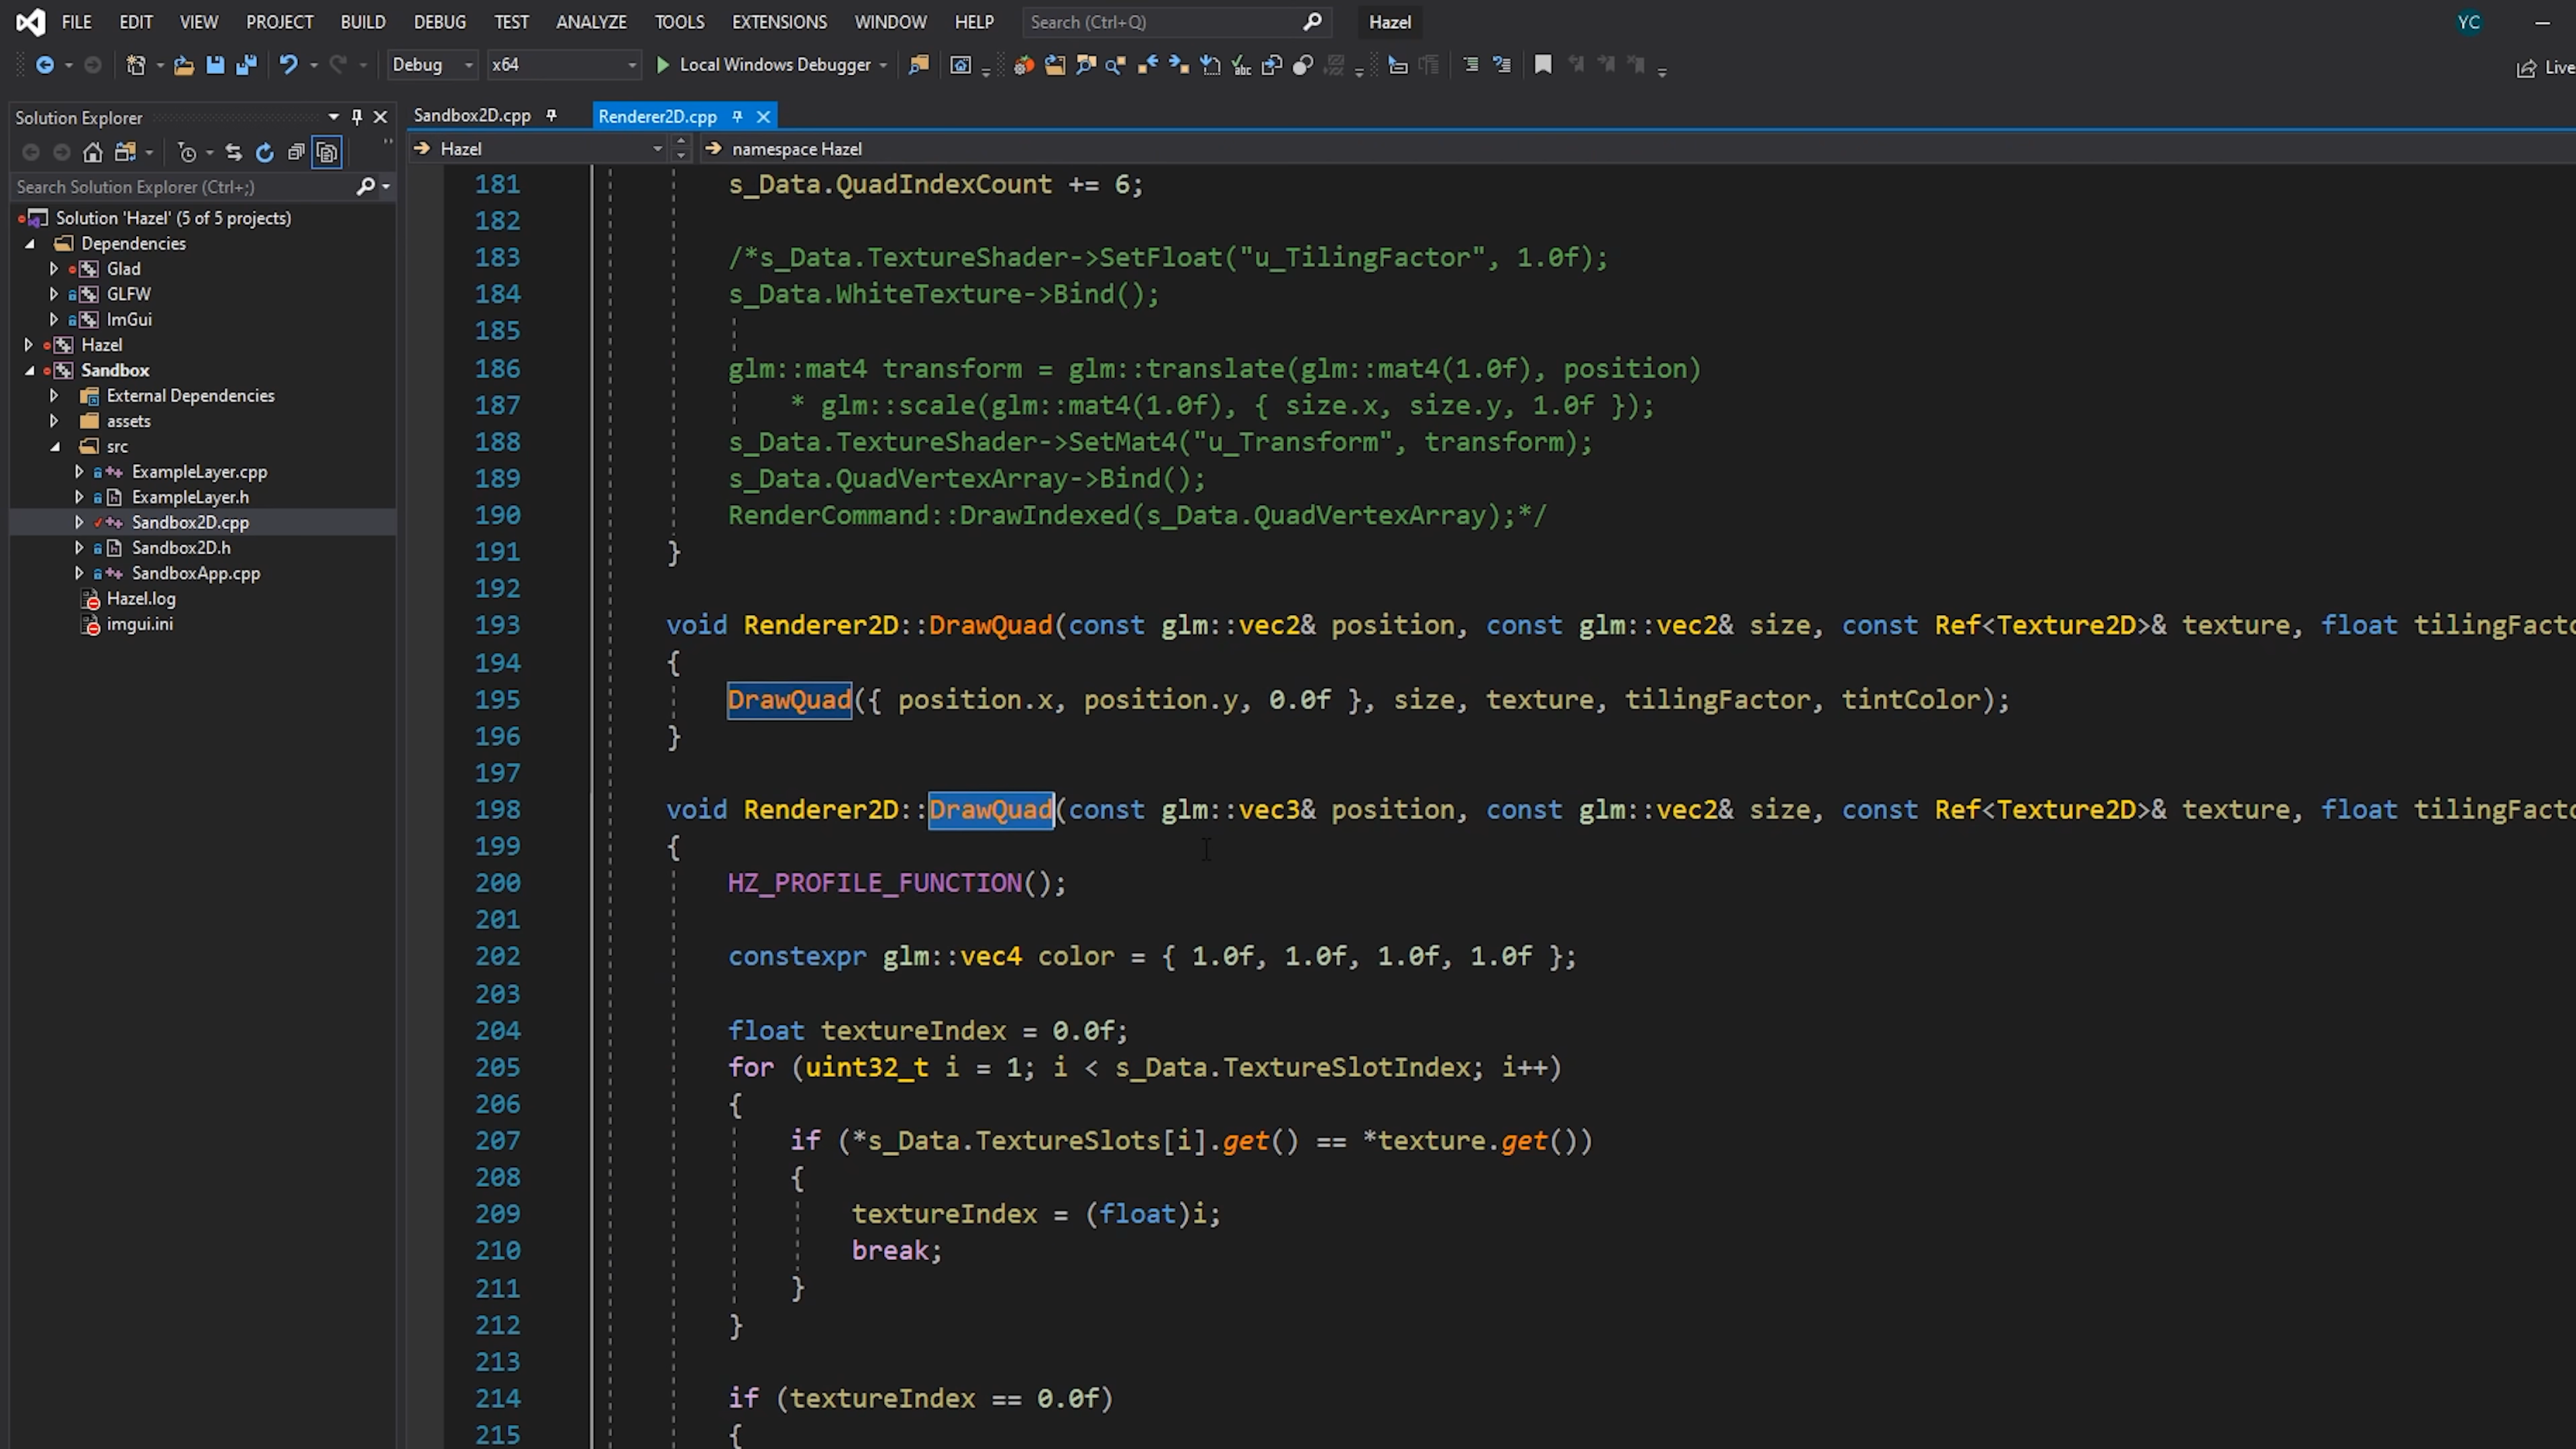 FILE EDIT VIEW PROJECT BUILD DEBUG TEST ANALYZE TOOLS EXTENSIONS WINDOW HELP Search (Ctrl+Q) Hazel YC
Debug x64 Local Windows Debugger Live
Solution Explorer
Search Solution Explorer (Ctrl+;)
Solution 'Hazel' (5 of 5 projects)
Dependencies
Glad
GLFW
ImGui
Hazel
Sandbox
External Dependencies
assets
src
ExampleLayer.cpp
ExampleLayer.h
Sandbox2D.cpp
Sandbox2D.h
SandboxApp.cpp
Hazel.log
imgui.ini
Sandbox2D.cpp Renderer2D.cpp
Hazel namespace Hazel
181 s_Data.QuadIndexCount += 6;
182
183 /*s_Data.TextureShader->SetFloat("u_TilingFactor", 1.0f);
184 s_Data.WhiteTexture->Bind();
185
186 glm::mat4 transform = glm::translate(glm::mat4(1.0f), position)
187 * glm::scale(glm::mat4(1.0f), { size.x, size.y, 1.0f });
188 s_Data.TextureShader->SetMat4("u_Transform", transform);
189 s_Data.QuadVertexArray->Bind();
190 RenderCommand::DrawIndexed(s_Data.QuadVertexArray);*/
191 }
192
193 void Renderer2D::DrawQuad(const glm::vec2& position, const glm::vec2& size, const Ref<Texture2D>& texture, float tilingFacto
194 {
195 DrawQuad({ position.x, position.y, 0.0f }, size, texture, tilingFactor, tintColor);
196 }
197
198 void Renderer2D::DrawQuad(const glm::vec3& position, const glm::vec2& size, const Ref<Texture2D>& texture, float tilingFacto
199 {
200 HZ_PROFILE_FUNCTION();
201
202 constexpr glm::vec4 color = { 1.0f, 1.0f, 1.0f, 1.0f };
203
204 float textureIndex = 0.0f;
205 for (uint32_t i = 1; i < s_Data.TextureSlotIndex; i++)
206 {
207 if (*s_Data.TextureSlots[i].get() == *texture.get())
208 {
209 textureIndex = (float)i;
210 break;
211 }
212 }
213
214 if (textureIndex == 0.0f)
215 {